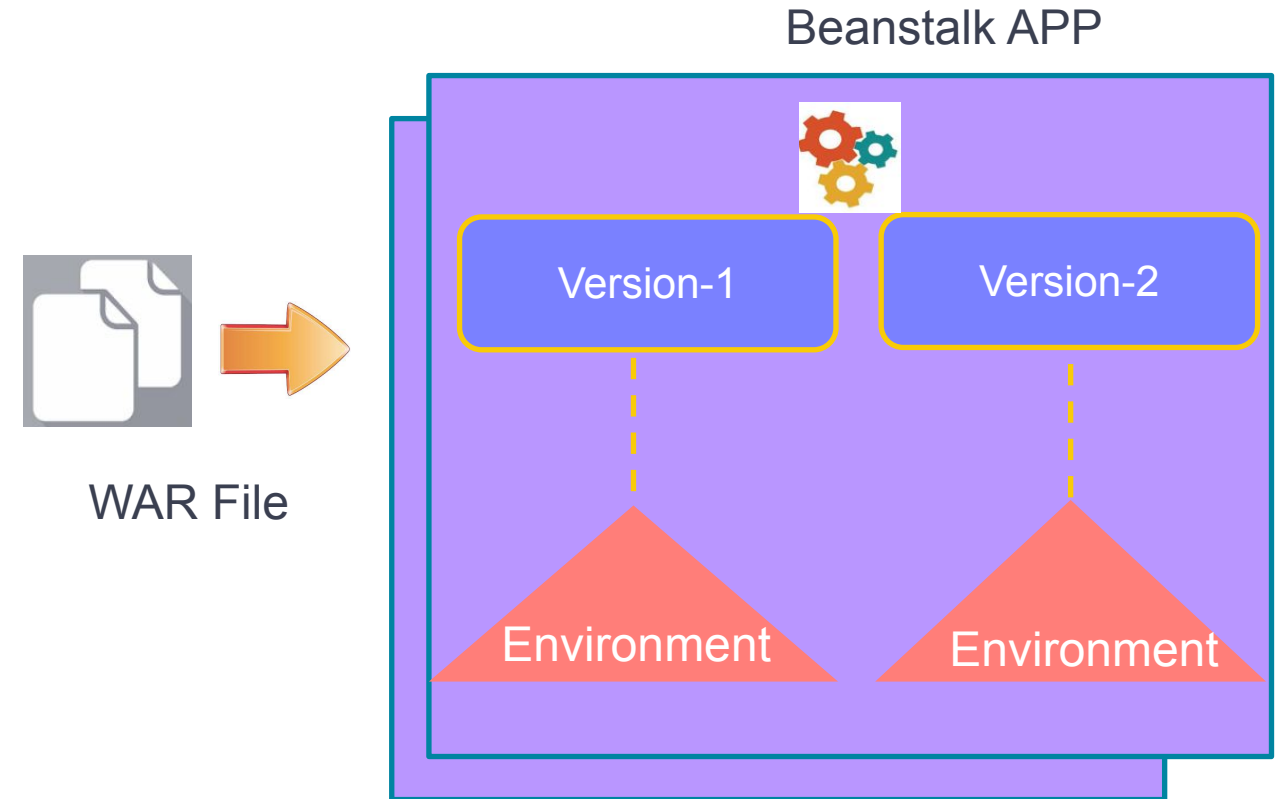 Beanstalk APP
Version-1
Version-2
WAR File
Environment
Environment